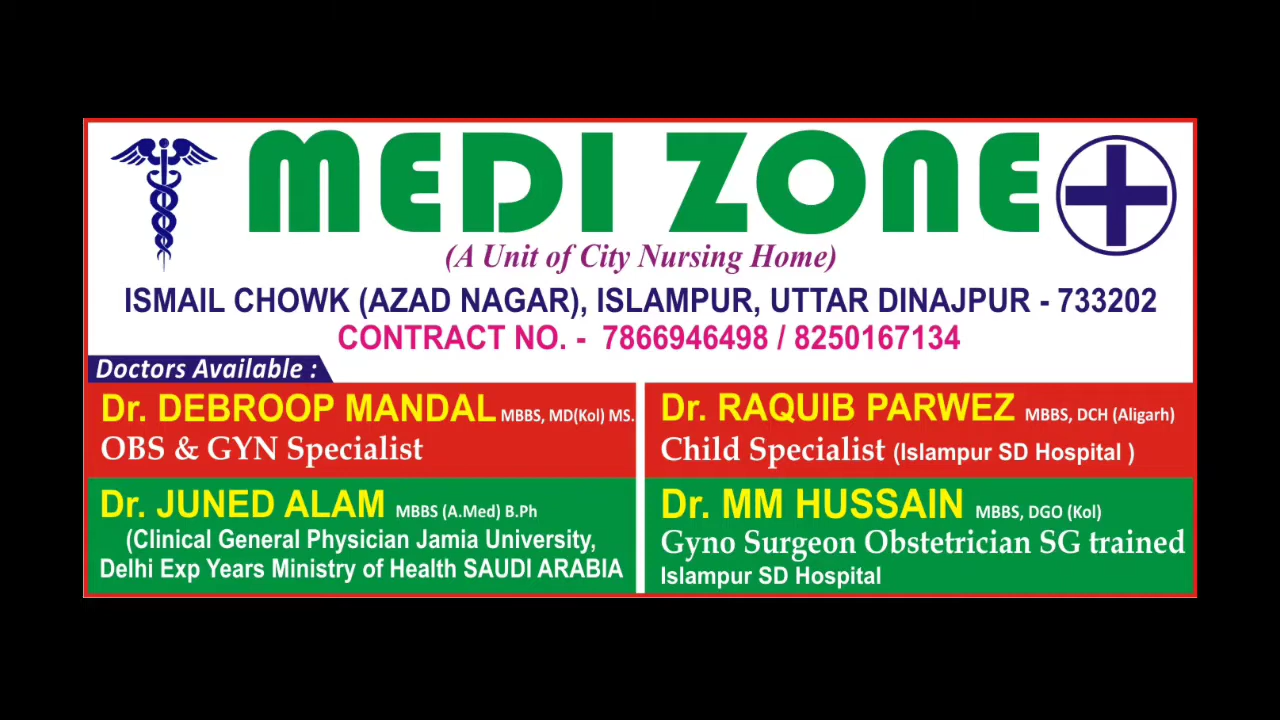 MEDI ZONE
(A Unit of City Nursing Home)
ISMAIL CHOWK (AZAD NAGAR), ISLAMPUR, UTTAR DINAJPUR - 733202
CONTRACT NO. - 7866946498 / 8250167134
Doctors Available :
Dr. DEBROOP MANDAL MBBS, MD(Kol) MS.
OBS & GYN Specialist
Dr. RAQUIB PARWEZ MBBS, DCH (Aligarh)
Child Specialist (Islampur SD Hospital )
Dr. JUNED ALAM MBBS (A.Med) B.Ph
(Clinical General Physician Jamia University,
Delhi Exp Years Ministry of Health SAUDI ARABIA
Dr. MM HUSSAIN MBBS, DGO (Kol)
Gyno Surgeon Obstetrician SG trained
Islampur SD Hospital